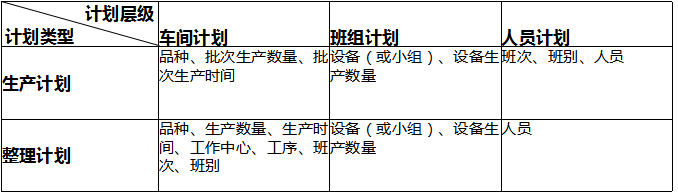 计划层级
计划类型
车间计划
班组计划
人员计划
生产计划
品种、批次生产数量、批
次生产时间
设备（或小组）、设备生
产数量
班次、班别、人员
整理计划
品种、生产数量、生产时
间、工作中心、工序、班
次、班别
设备（或小组）、设备生
产数量
人员